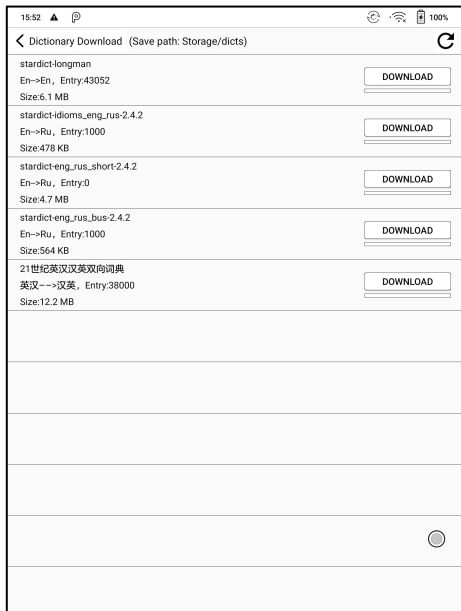 15:52 100%
Dictionary Download (Save path: Storage/dicts)
stardict-longman
En-->En, Entry:43052
Size:6.1 MB
DOWNLOAD
stardict-idioms_eng_rus-2.4.2
En-->Ru, Entry:1000
Size:478 KB
DOWNLOAD
stardict-eng_rus_short-2.4.2
En-->Ru, Entry:0
Size:4.7 MB
DOWNLOAD
stardict-eng_rus_bus-2.4.2
En-->Ru, Entry:1000
Size:564 KB
DOWNLOAD
21世纪英汉汉英双向词典
英汉-->汉英, Entry:38000
Size:12.2 MB
DOWNLOAD